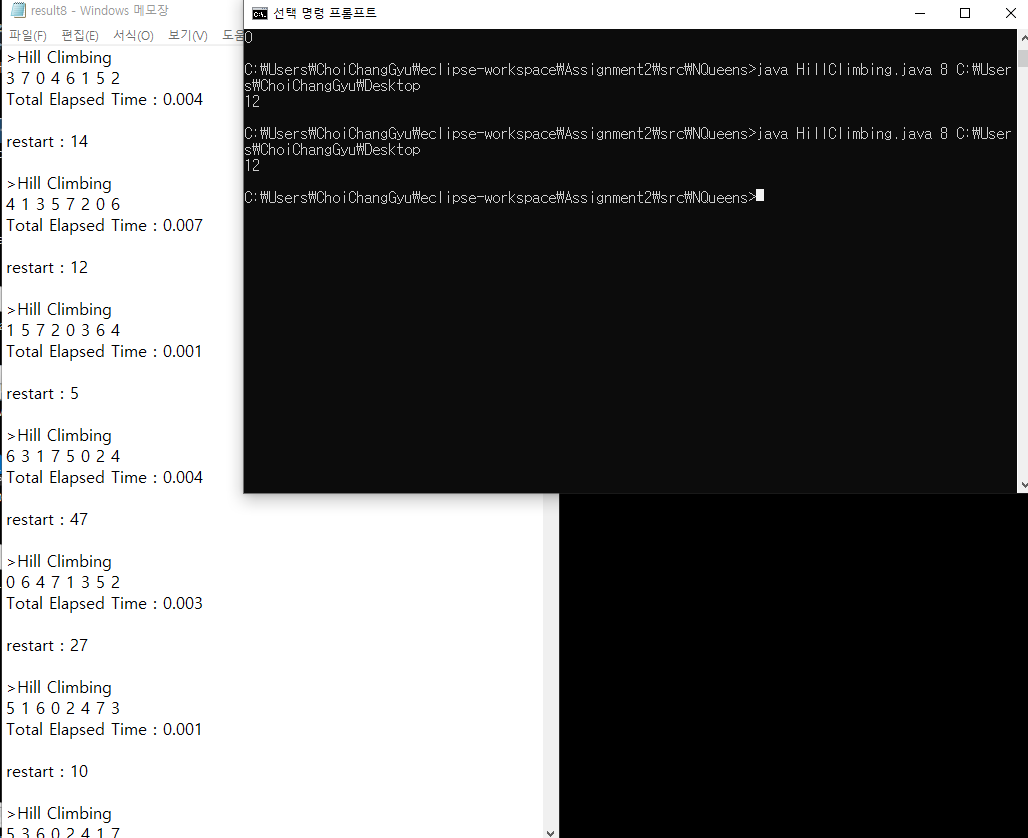 result8 - Windows 메모장
파일(F) 편집(E) 서식(O) 보기(V)
>Hill Climbing
3 7 0 4 6 1 5 2
Total Elapsed Time : 0.004
restart : 14
>Hill Climbing
4 1 3 5 7 2 0 6
Total Elapsed Time : 0.007
restart : 12
>Hill Climbing
1 5 7 2 0 3 6 4
Total Elapsed Time : 0.001
restart : 5
>Hill Climbing
6 3 1 7 5 0 2 4
Total Elapsed Time : 0.004
restart : 47
>Hill Climbing
0 6 4 7 1 3 5 2
Total Elapsed Time : 0.003
restart : 27
>Hill Climbing
5 1 6 0 2 4 7 3
Total Elapsed Time : 0.001
restart : 10
>Hill Climbing
5 3 6 0 2 4 1 7
선택 명령 프롬프트
0
C:₩Users₩ChoiChangGyu₩eclipse-workspace₩Assignment2₩src₩NQueens>java HillClimbing.java 8 C:₩User
s₩ChoiChangGyu₩Desktop
12
C:₩Users₩ChoiChangGyu₩eclipse-workspace₩Assignment2₩src₩NQueens>java HillClimbing.java 8 C:₩User
s₩ChoiChangGyu₩Desktop
12
C:₩Users₩ChoiChangGyu₩eclipse-workspace₩Assignment2₩src₩NQueens>